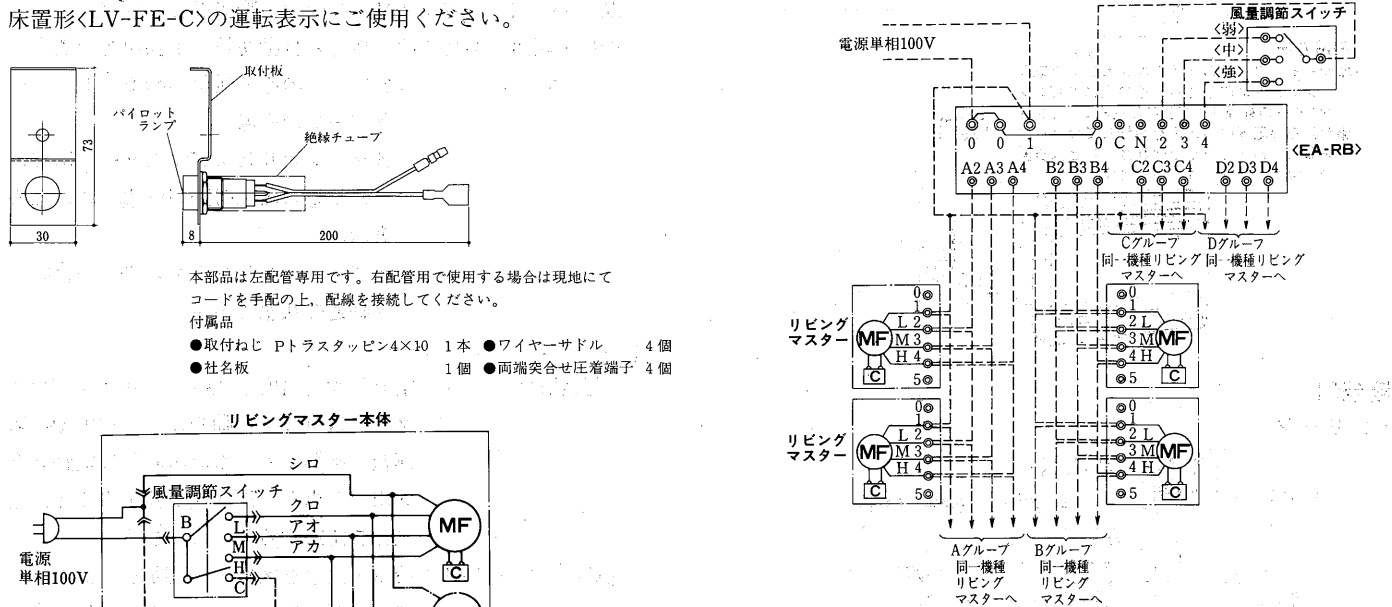 床置形<LV-FE-C>の運転表示にご使用ください。
取付板
パイロット
ランプ
絶縁チューブ
73
30
8
200
本部品は左配管専用です。右配管用で使用する場合は現地にて
コードを手配の上,配線を接続してください。
付属品
●取付ねじ Pトラスタッピン4×10 1本 ●ワイヤーサドル 4個
●社名板 1個 ●両端突合せ圧着端子 4個
リビングマスター本体
シロ
風量調節スイッチ
クロ
アオ
アカ
B
L
M
H
C
MF
C
電源
単相100V
風量調節スイッチ
<弱>
<中>
<強>
電源単相100V
0 0 1 0 C N 2 3 4
<EA-RB>
A2 A3 A4 B2 B3 B4 C2 C3 C4 D2 D3 D4
Cグループ
同一機種リビング
マスターへ
Dグループ
同一機種リビング
マスターへ
リビング
マスター
0
1
L 2
M 3
H 4
5
MF
C
0
1
2 L
3 M
4 H
5
MF
C
リビング
マスター
0
1
L 2
M 3
H 4
5
MF
C
0
1
2 L
3 M
4 H
5
MF
C
Aグループ
同一機種
リビング
マスターへ
Bグループ
同一機種
リビング
マスターへ